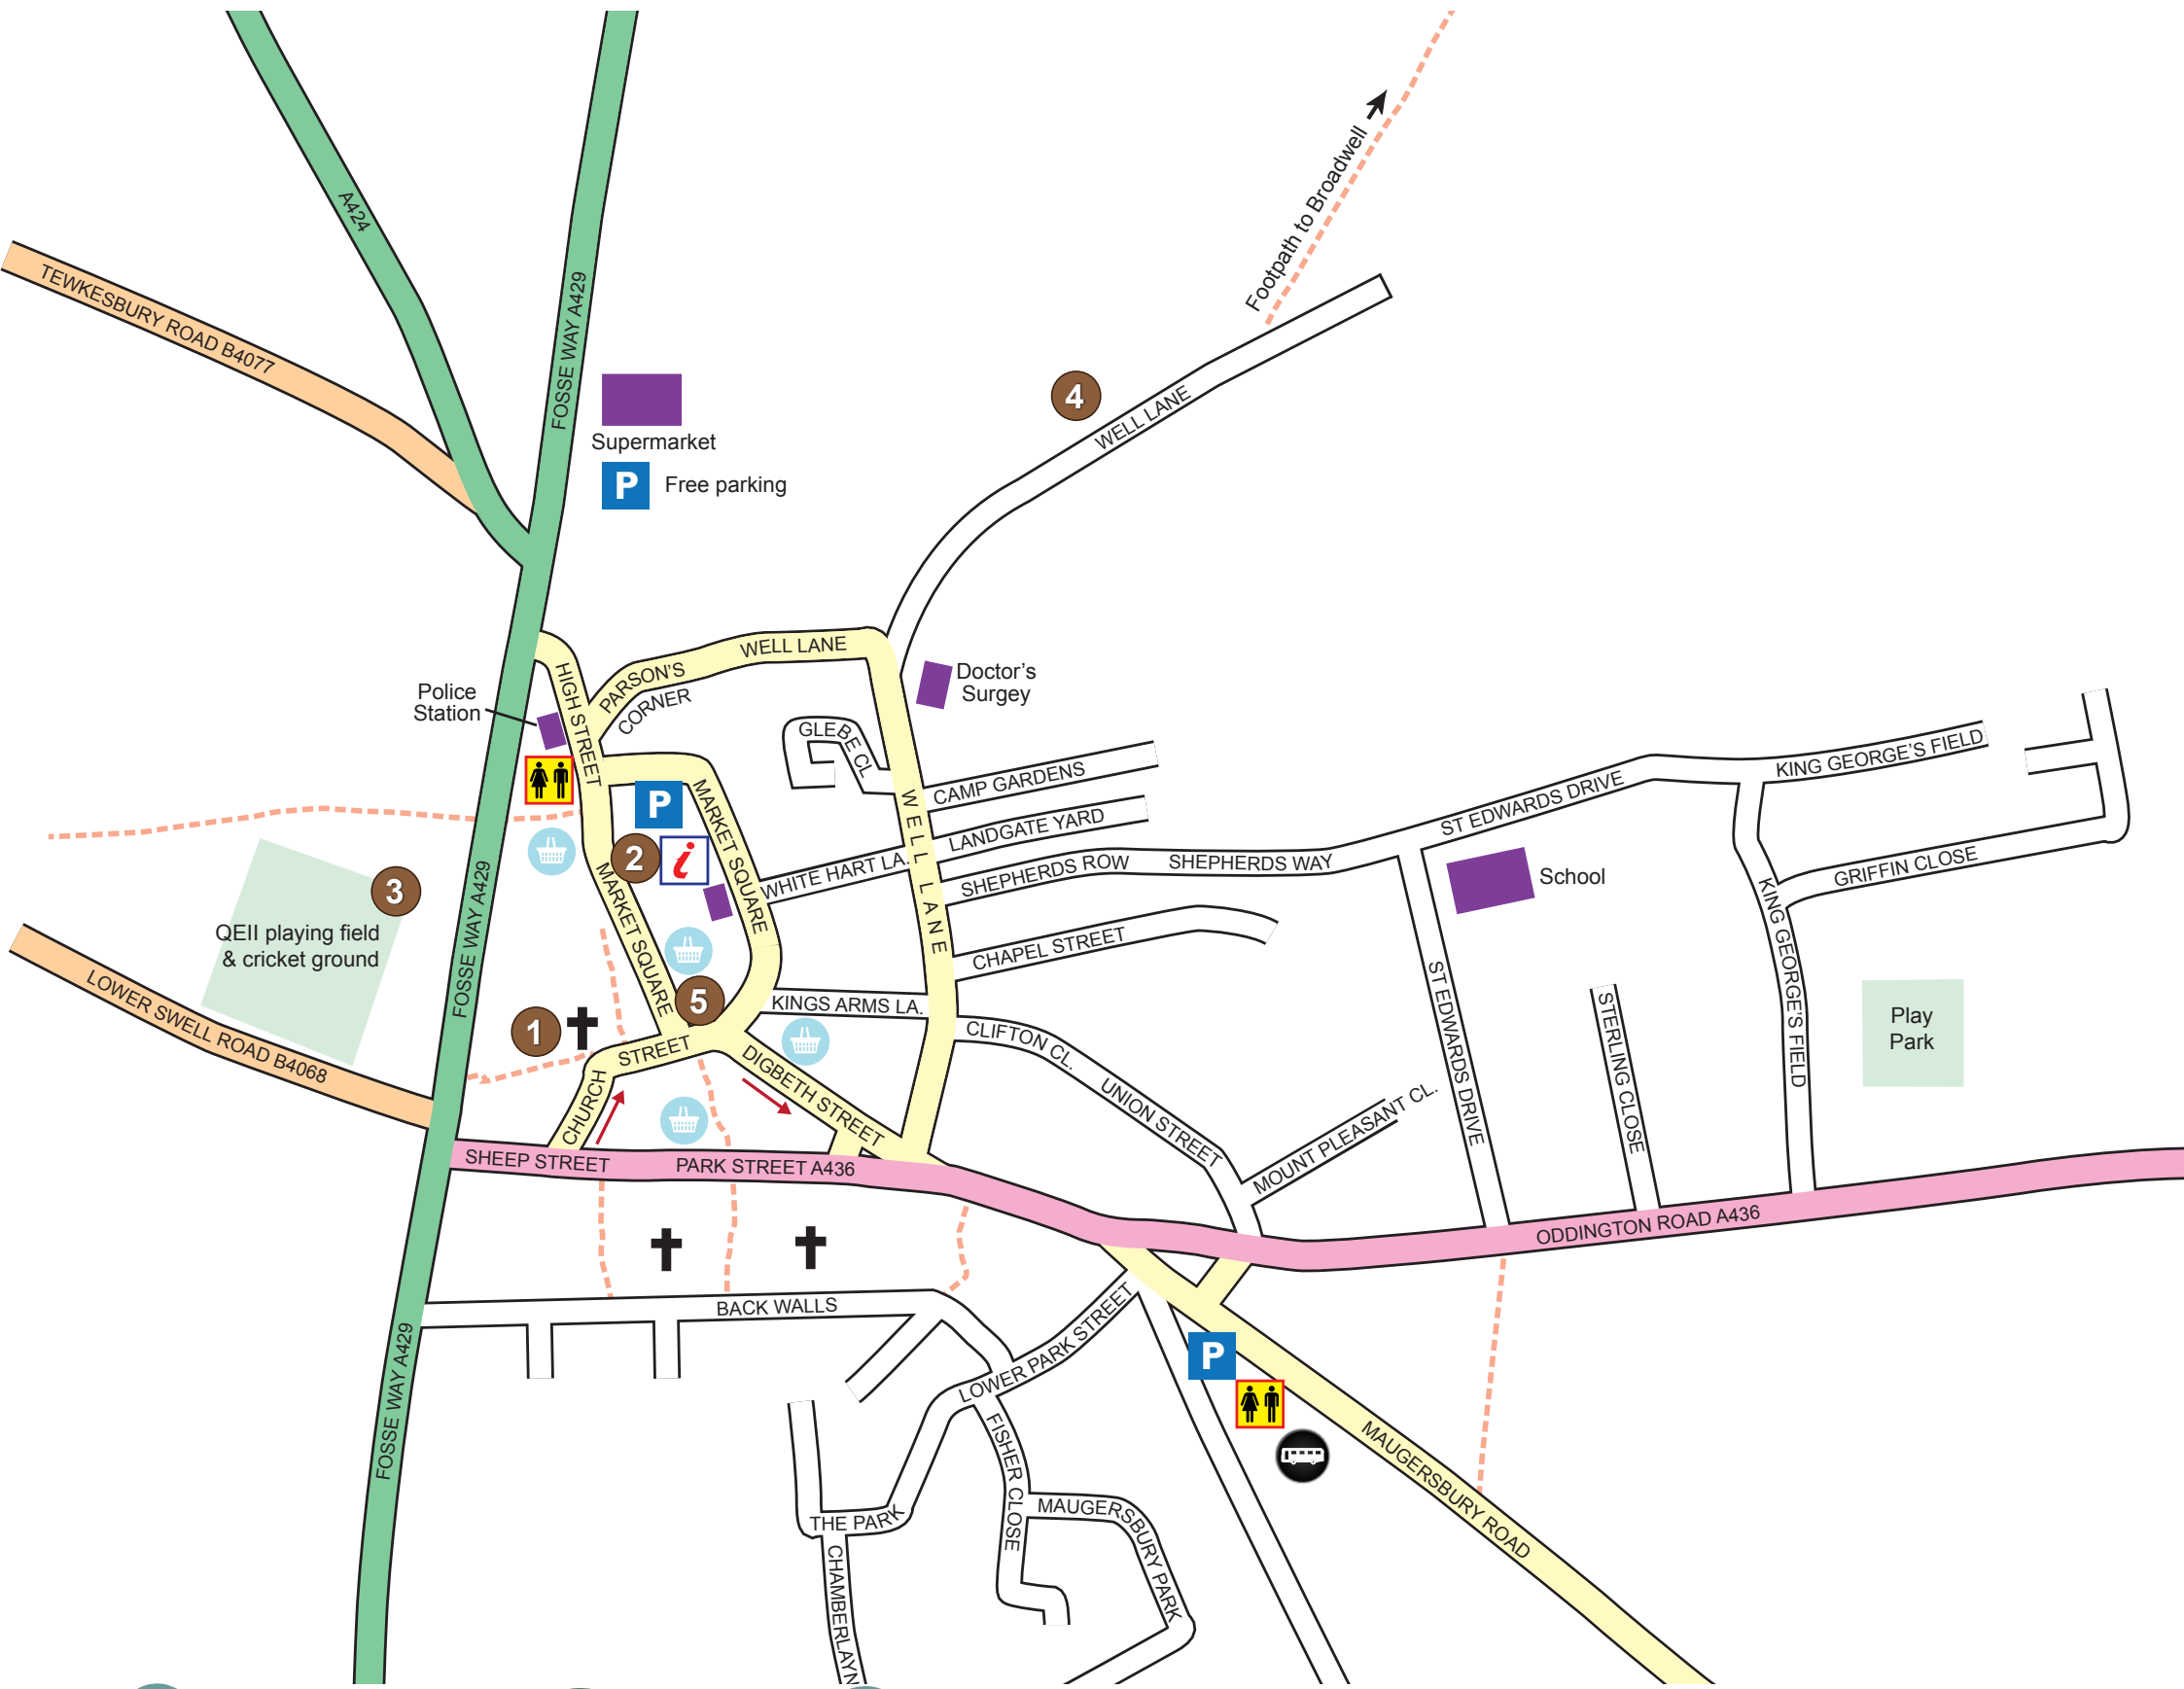 A424
TEWKESBURY ROAD B4077
FOSSE WAY A429
Supermarket
P
Free parking
Footpath to Broadwell
4
WELL LANE
Police
Station
HIGH STREET
PARSON'S
CORNER
WELL LANE
Doctor's
Surgey
GLEBE CL
CAMP GARDENS
LANDGATE YARD
WHITE HART LA.
SHEPHERDS ROW
SHEPHERDS WAY
ST EDWARDS DRIVE
KING GEORGE'S FIELD
GRIFFIN CLOSE
School
P
2
i
MARKET SQUARE
MARKET SQUARE
WELL LANE
3
QEII playing field
& cricket ground
FOSSE WAY A429
LOWER SWELL ROAD B4068
CHAPEL STREET
5
KINGS ARMS LA.
1
CHURCH STREET
DIGBETH STREET
CLIFTON CL.
UNION STREET
MOUNT PLEASANT CL.
ST EDWARDS DRIVE
STERLING CLOSE
KING GEORGE'S FIELD
Play
Park
SHEEP STREET
PARK STREET A436
ODDINGTON ROAD A436
BACK WALLS
LOWER PARK STREET
P
FOSSE WAY A429
FISHER CLOSE
MAUGERSBURY PARK
MAUGERSBURY ROAD
THE PARK
CHAMBERLAYN